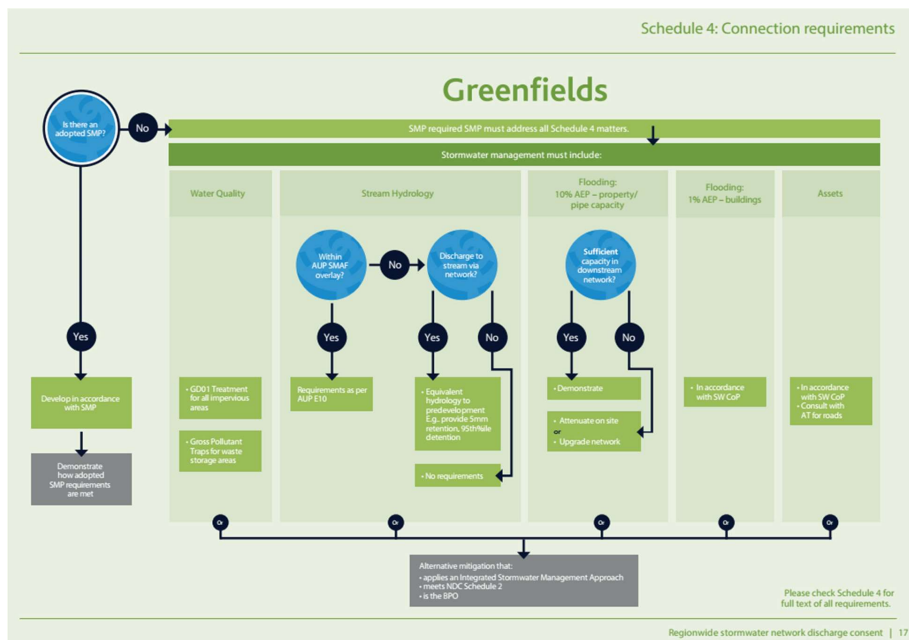 Schedule 4: Connection requirements
Greenfields
Is there an
adopted SMP?
No
SMP required SMP must address all Schedule 4 matters.
Stormwater management must include:
Water Quality
Stream Hydrology
Flooding:
10% AEP – property/
pipe capacity
Flooding:
1% AEP – buildings
Assets
Within
AUP SMAF
overlay?
No
Discharge to
stream via
network?
Sufficient
capacity in
downstream
network?
Yes
Yes
Yes
No
Yes
No
Develop in accordance
with SMP
Demonstrate
how adopted
SMP requirements
are met
• GD01 Treatment
for all impervious
areas
• Gross Pollutant
Traps for waste
storage areas
Requirements as per
AUP E10
• Equivalent
hydrology to
predevelopment
E.g. provide 5mm
retention, 95th%ile
detention
• No requirements
• Demonstrate
• Attenuate on site
or
• Upgrade network
• In accordance
with SW CoP
• In accordance
with SW CoP
• Consult with
AT for roads
Or
Or
Or
Or
Or
Alternative mitigation that:
• applies an Integrated Stormwater Management Approach
• meets NDC Schedule 2
• is the BPO
Please check Schedule 4 for
full text of all requirements.
Regionwide stormwater network discharge consent | 17